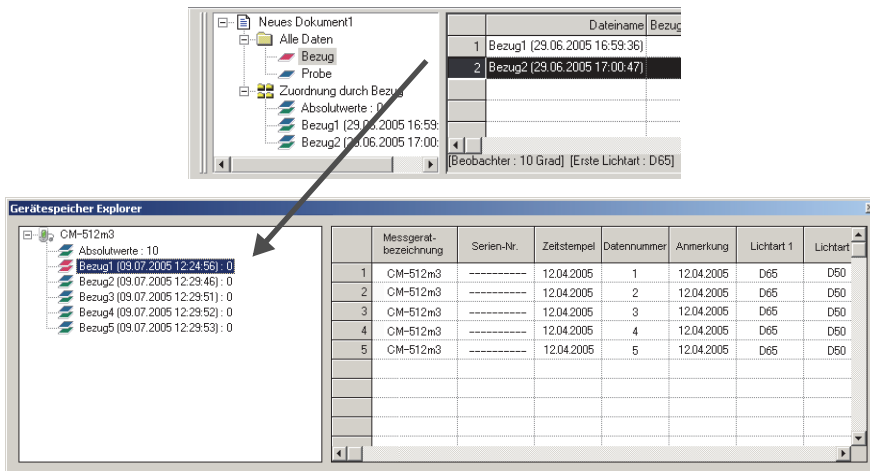 Neues Dokument1
Alle Daten
Bezug
Probe
Zuordnung durch Bezug
Absolutwerte : 0
Bezug1 (29.06.2005 16:59:
Bezug2 (29.06.2005 17:00:
Dateiname Bezug
1 Bezug1 (29.06.2005 16:59:36)
2 Bezug2 (29.06.2005 17:00:47)
[Beobachter : 10 Grad] [Erste Lichtart : D65]
Gerätespeicher Explorer
CM-512m3
Absolutwerte : 10
Bezug1 (09.07.2005 12:24:56) : 0
Bezug2 (09.07.2005 12:29:46) : 0
Bezug3 (09.07.2005 12:29:51) : 0
Bezug4 (09.07.2005 12:29:52) : 0
Bezug5 (09.07.2005 12:29:53) : 0
Messgerat-bezeichnung Serien-Nr. Zeitstempel Datennummer Anmerkung Lichtart 1 Lichtart
1 CM-512m3 ---------- 12.04.2005 1 12.04.2005 D65 D50
2 CM-512m3 ---------- 12.04.2005 2 12.04.2005 D65 D50
3 CM-512m3 ---------- 12.04.2005 3 12.04.2005 D65 D50
4 CM-512m3 ---------- 12.04.2005 4 12.04.2005 D65 D50
5 CM-512m3 ---------- 12.04.2005 5 12.04.2005 D65 D50